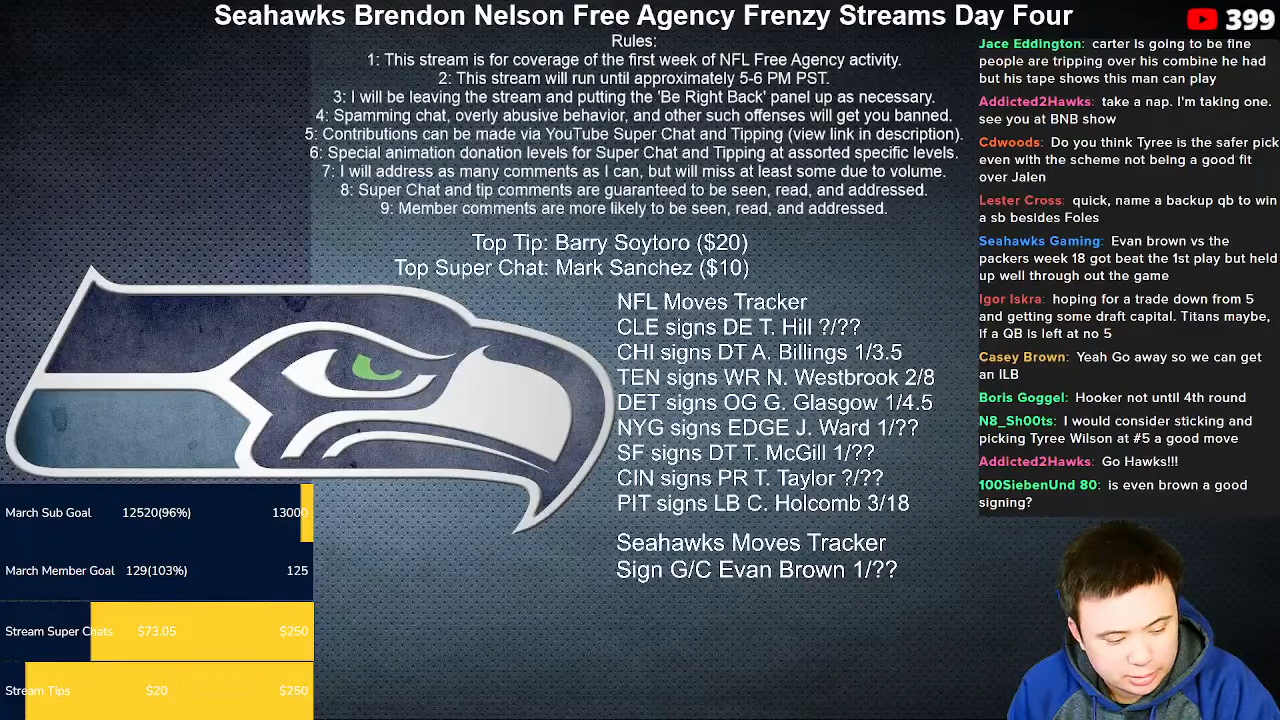 Seahawks Brendon Nelson Free Agency Frenzy Streams Day Four
399
Rules:
1: This stream is for coverage of the first week of NFL Free Agency activity.
2: This stream will run until approximately 5-6 PM PST.
3: I will be leaving the stream and putting the 'Be Right Back' panel up as necessary.
4: Spamming chat, overly abusive behavior, and other such offenses will get you banned.
5: Contributions can be made via YouTube Super Chat and Tipping (view link in description).
6: Special animation donation levels for Super Chat and Tipping at assorted specific levels.
7: I will address as many comments as I can, but will miss at least some due to volume.
8: Super Chat and tip comments are guaranteed to be seen, read, and addressed.
9: Member comments are more likely to be seen, read, and addressed.
Top Tip: Barry Soytoro ($20)
Top Super Chat: Mark Sanchez ($10)
NFL Moves Tracker
CLE signs DE T. Hill ?/??
CHI signs DT A. Billings 1/3.5
TEN signs WR N. Westbrook 2/8
DET signs OG G. Glasgow 1/4.5
NYG signs EDGE J. Ward 1/??
SF signs DT T. McGill 1/??
CIN signs PR T. Taylor ?/??
PIT signs LB C. Holcomb 3/18
Seahawks Moves Tracker
Sign G/C Evan Brown 1/??
March Sub Goal 12520(96%) 13000
March Member Goal 129(103%) 125
Stream Super Chats $73.05 $250
Stream Tips $20 $250
Jace Eddington: carter is going to be fine
people are tripping over his combine he had
but his tape shows this man can play
Addicted2Hawks: take a nap. I'm taking one.
see you at BNB show
Cdwoods: Do you think Tyree is the safer pick
even with the scheme not being a good fit
over Jalen
Lester Cross: quick, name a backup qb to win
a sb besides Foles
Seahawks Gaming: Evan brown vs the
packers week 18 got beat the 1st play but held
up well through out the game
Igor Iskra: hoping for a trade down from 5
and getting some draft capital. Titans maybe,
if a QB is left at no 5
Casey Brown: Yeah Go away so we can get
an ILB
Boris Goggel: Hooker not until 4th round
N8_Sh00ts: I would consider sticking and
picking Tyree Wilson at #5 a good move
Addicted2Hawks: Go Hawks!!!
100SiebenUnd 80: is even brown a good
signing?